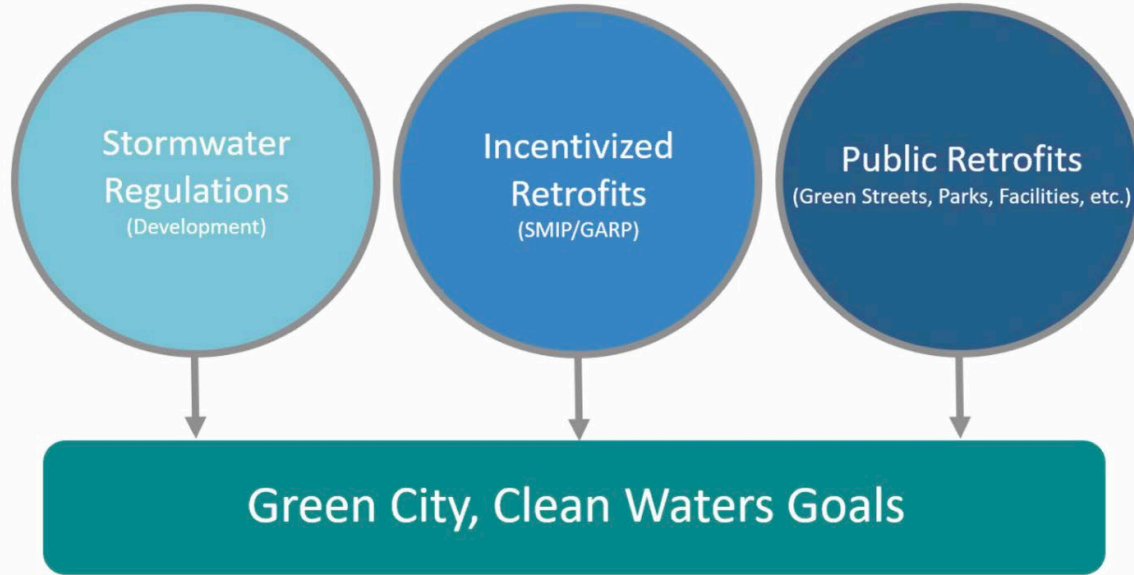 Stormwater
Regulations
(Development)
Incentivized
Retrofits
(SMIP/GARP)
Public Retrofits
(Green Streets, Parks, Facilities, etc.)
Green City, Clean Waters Goals